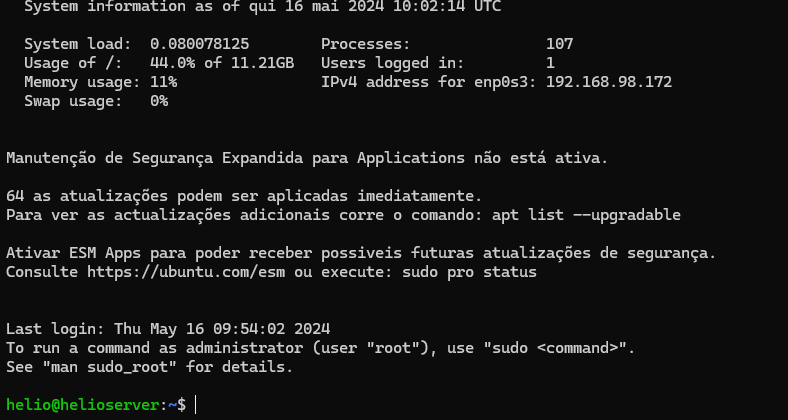 System information as of qui 16 mai 2024 10:02:14 UTC
System load:  0.080078125        Processes:               107
Usage of /:   44.0% of 11.21GB   Users logged in:         1
Memory usage: 11%                IPv4 address for enp0s3: 192.168.98.172
Swap usage:   0%
Manutenção de Segurança Expandida para Applications não está ativa.
64 as atualizações podem ser aplicadas imediatamente.
Para ver as actualizações adicionais corre o comando: apt list --upgradable
Ativar ESM Apps para poder receber possiveis futuras atualizações de segurança.
Consulte https://ubuntu.com/esm ou execute: sudo pro status
Last login: Thu May 16 09:54:02 2024
To run a command as administrator (user "root"), use "sudo <command>".
See "man sudo_root" for details.
helio@helioserver:~$